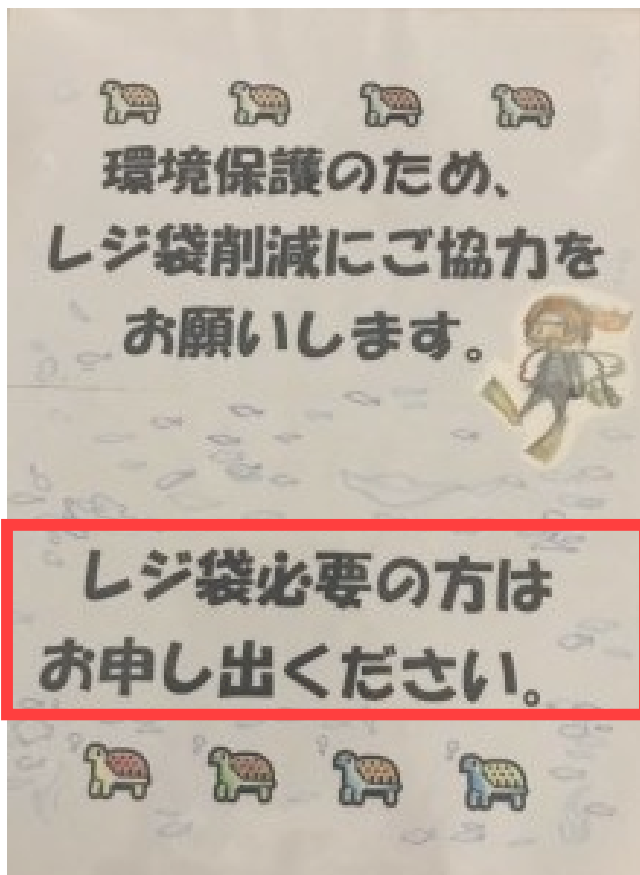 環境保護のため、
レジ袋削減にご協力を
お願いします。
レジ袋必要の方は
お申し出ください。